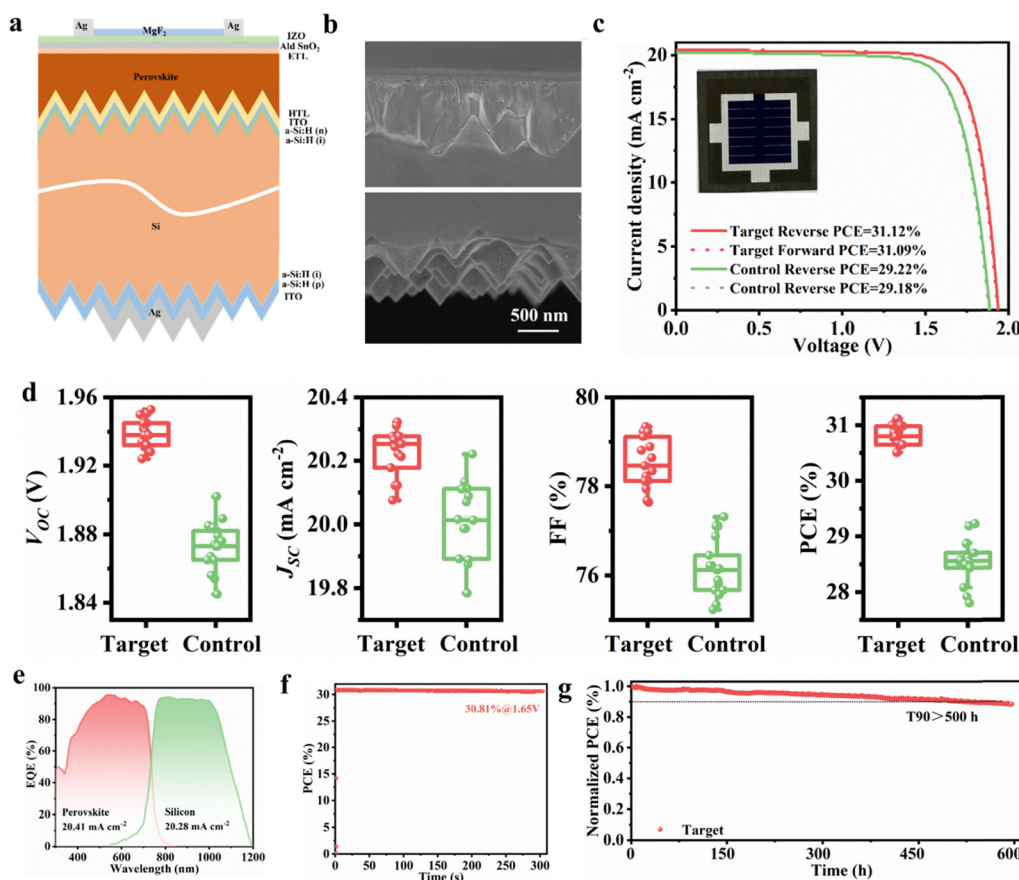 a
Ag
MgF₂
Ag
IZO
Ald SnO₂
ETL
Perovskite
HTL
ITO
a-Si:H (n)
a-Si:H (i)
Si
a-Si:H (i)
a-Si:H (p)
ITO
Ag
b
500 nm
c
Current density (mA cm⁻²)
20
15
10
5
0
Target Reverse PCE=31.12%
Target Forward PCE=31.09%
Control Reverse PCE=29.22%
Control Reverse PCE=29.18%
0.0 0.5 1.0 1.5 2.0
Voltage (V)
d
V_OC (V)
1.96
1.92
1.88
1.84
Target Control
J_SC (mA cm⁻²)
20.4
20.2
20.0
19.8
Target Control
FF (%)
80
78
76
Target Control
PCE (%)
31
30
29
28
Target Control
e
EQE (%)
100
80
60
40
20
0
Perovskite
20.41 mA cm⁻²
Silicon
20.28 mA cm⁻²
400 600 800 1000 1200
Wavelength (nm)
f
PCE (%)
30
25
20
15
10
5
0
30.81%@1.65V
0 50 100 150 200 250 300
Time (s)
g
Normalized PCE (%)
1.0
0.8
0.6
0.4
0.2
0.0
T90＞500 h
Target
0 150 300 450 600
Time (h)